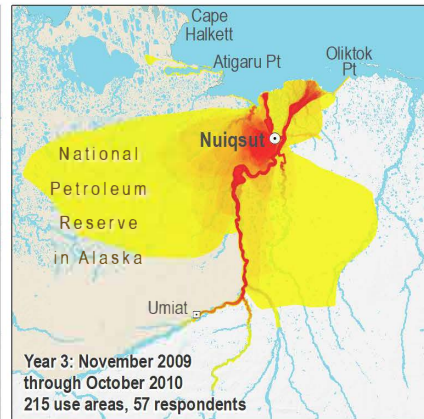 Cape
Halkett
Atigaru Pt
Oliktok
Pt
Nuiqsut
National
Petroleum
Reserve
in Alaska
Umiat
Year 3: November 2009
through October 2010
215 use areas, 57 respondents